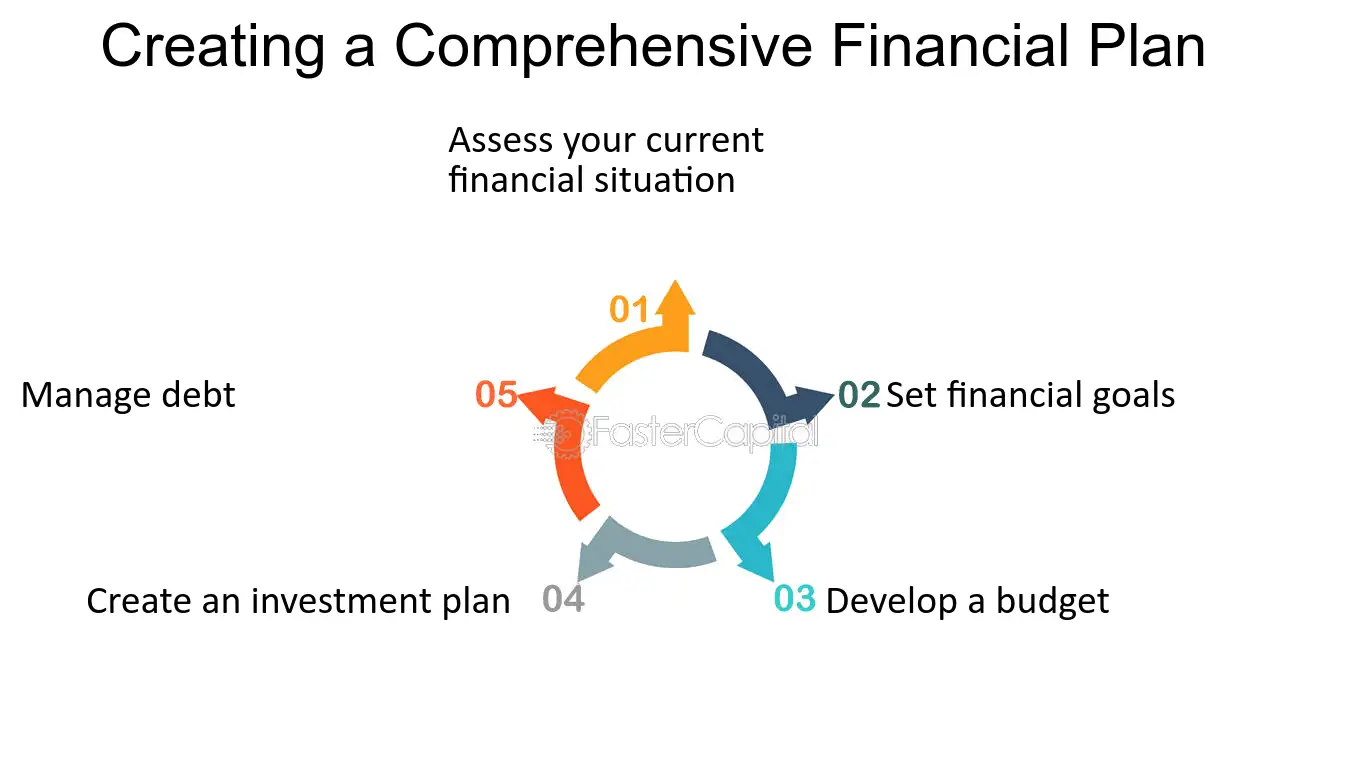 Creating a Comprehensive Financial Plan
Assess your current
financial situation
01
02 Set financial goals
03 Develop a budget
04 Create an investment plan
05 Manage debt
FasterCapital